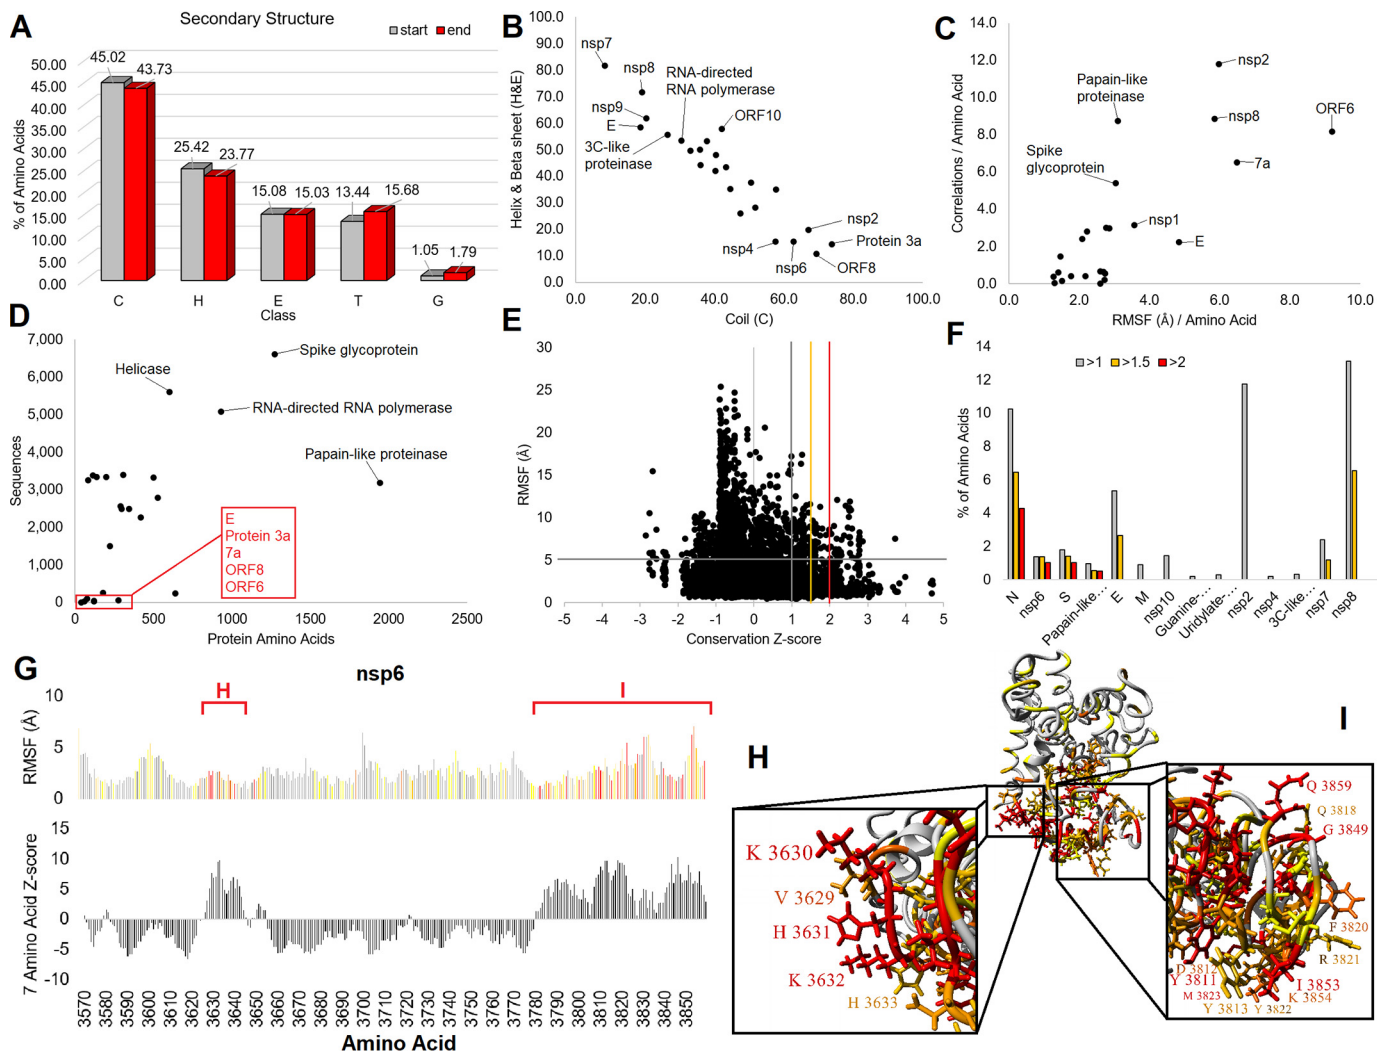 A
Secondary Structure
start end
% of Amino Acids
50.00
45.00
40.00
35.00
30.00
25.00
20.00
15.00
10.00
5.00
0.00
45.02
43.73
25.42
23.77
15.08
15.03
13.44
15.68
1.05
1.79
C H E T G
Class
B
Helix & Beta sheet (H&E)
100.0
90.0
80.0
70.0
60.0
50.0
40.0
30.0
20.0
10.0
0.0
nsp7
nsp8
RNA-directed
RNA polymerase
nsp9
E
3C-like
proteinase
ORF10
nsp2
nsp4
nsp6
Protein 3a
ORF8
0.0 20.0 40.0 60.0 80.0 100.0
Coil (C)
C
Correlations / Amino Acid
14.0
12.0
10.0
8.0
6.0
4.0
2.0
0.0
nsp2
Papain-like
proteinase
nsp8
ORF6
Spike
glycoprotein
7a
nsp1
E
0.0 2.0 4.0 6.0 8.0 10.0
RMSF (Å) / Amino Acid
D
Sequences
7,000
6,000
5,000
4,000
3,000
2,000
1,000
0
Spike glycoprotein
Helicase
RNA-directed RNA polymerase
Papain-like proteinase
E
Protein 3a
7a
ORF8
ORF6
0 500 1000 1500 2000 2500
Protein Amino Acids
E
RMSF (Å)
30
25
20
15
10
5
0
-5 -4 -3 -2 -1 0 1 2 3 4 5
Conservation Z-score
F
>1 >1.5 >2
% of Amino Acids
14
12
10
8
6
4
2
0
N
nsp6
S
Papain-like…
E
M
nsp10
Guanine-…
Uridylate-…
nsp2
nsp4
3C-like…
nsp7
nsp8
G
nsp6
RMSF (Å)
10
5
0
H
I
7 Amino Acid Z-score
15
10
5
0
-5
-10
3570 3580 3590 3600 3610 3620 3630 3640 3650 3660 3670 3680 3690 3700 3710 3720 3730 3740 3750 3760 3770 3780 3790 3800 3810 3820 3830 3840 3850
Amino Acid
H
K 3630
V 3629
H 3631
K 3632
H 3633
I
Q 3859
Q 3818
G 3849
F 3820
R 3821
D 3812
Y 3811
I 3853
M 3823
K 3854
Y 3813
Y 3822